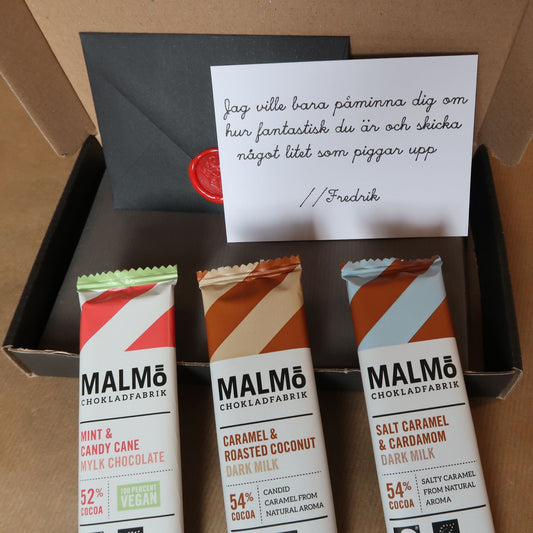 Jag ville bara påminna dig om
hur fantastisk du är och skicka
något litet som piggar upp
//Fredrik
MALMö
CHOKLADFABRIK
MINT &
CANDY CANE
MYLK CHOCOLATE
52%
COCOA
100 PERCENT
VEGAN
MALMö
CHOKLADFABRIK
CARAMEL &
ROASTED COCONUT
DARK MILK
54%
COCOA
CANDID
CARAMEL FROM
NATURAL AROMA
MALMö
CHOKLADFABRIK
SALT CARAMEL
& CARDAMOM
DARK MILK
54%
COCOA
SALTY CARAMEL
FROM NATURAL
AROMA